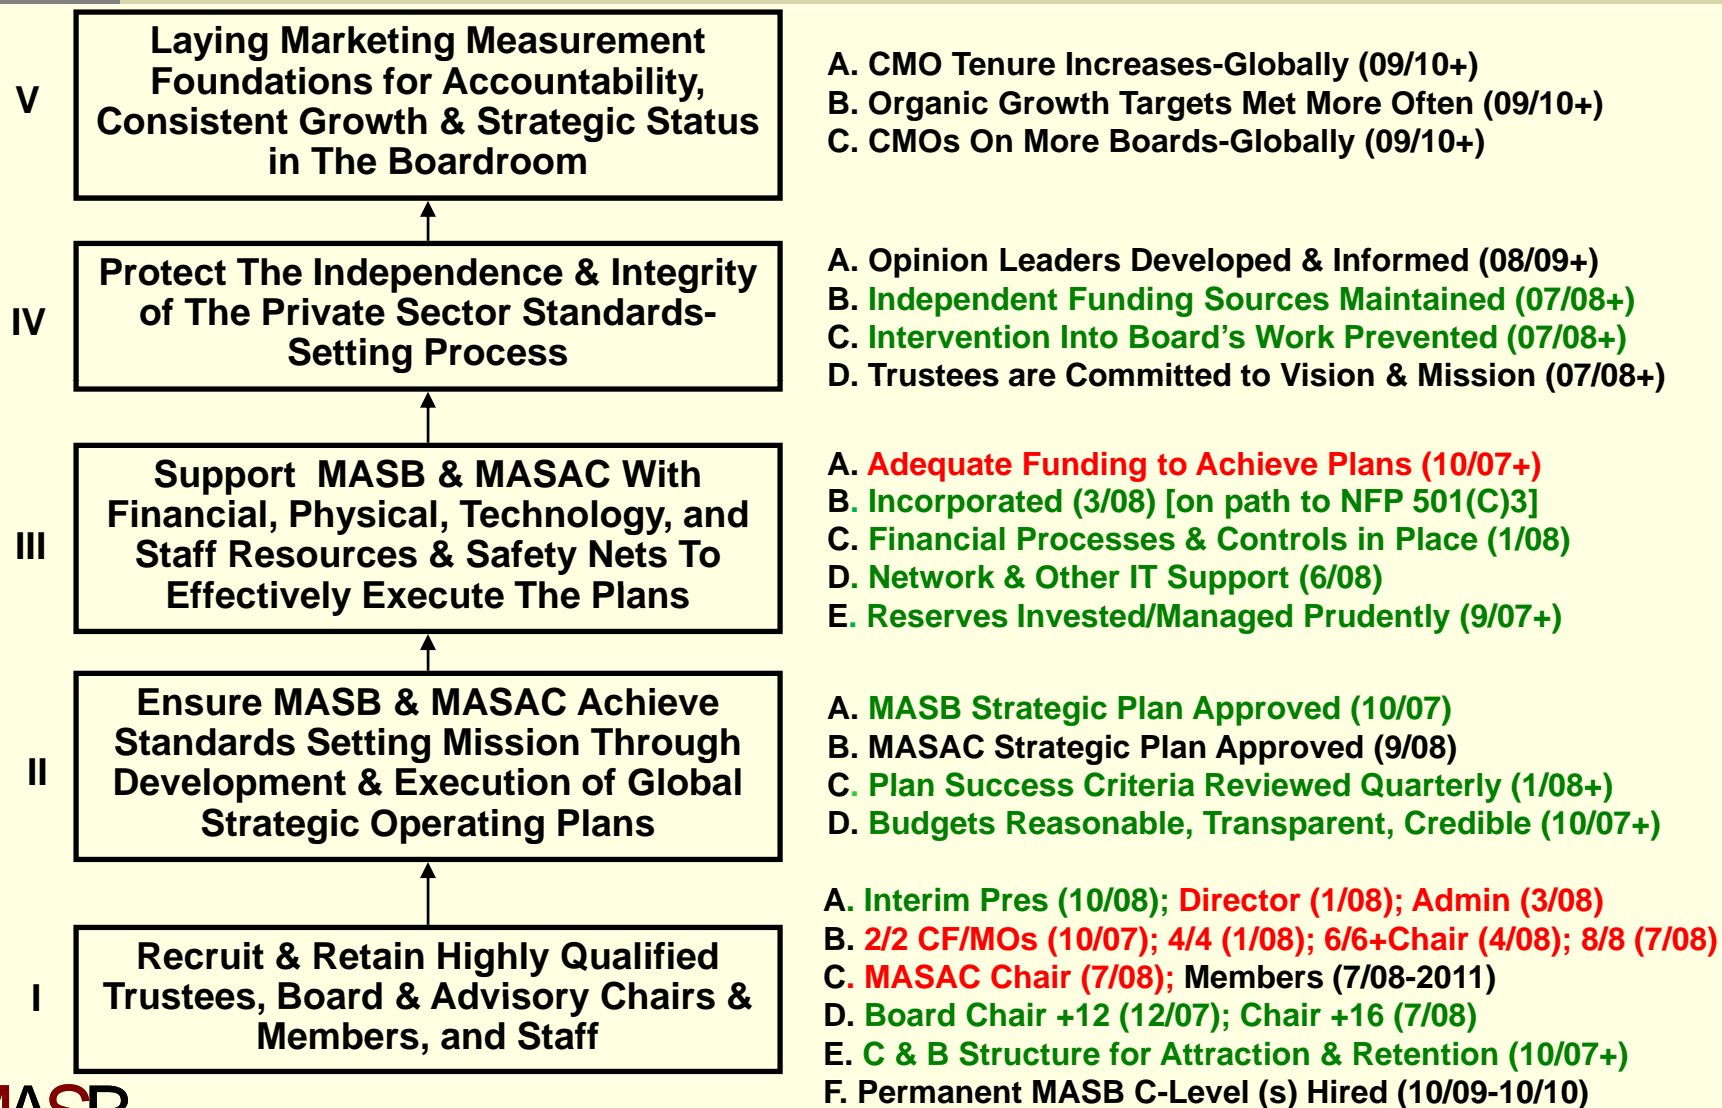 V
Laying Marketing Measurement
Foundations for Accountability,
Consistent Growth & Strategic Status
in The Boardroom
A. CMO Tenure Increases-Globally (09/10+)
B. Organic Growth Targets Met More Often (09/10+)
C. CMOs On More Boards-Globally (09/10+)
IV
Protect The Independence & Integrity
of The Private Sector Standards-
Setting Process
A. Opinion Leaders Developed & Informed (08/09+)
B. Independent Funding Sources Maintained (07/08+)
C. Intervention Into Board’s Work Prevented (07/08+)
D. Trustees are Committed to Vision & Mission (07/08+)
III
Support MASB & MASAC With
Financial, Physical, Technology, and
Staff Resources & Safety Nets To
Effectively Execute The Plans
A. Adequate Funding to Achieve Plans (10/07+)
B. Incorporated (3/08) [on path to NFP 501(C)3]
C. Financial Processes & Controls in Place (1/08)
D. Network & Other IT Support (6/08)
E. Reserves Invested/Managed Prudently (9/07+)
II
Ensure MASB & MASAC Achieve
Standards Setting Mission Through
Development & Execution of Global
Strategic Operating Plans
A. MASB Strategic Plan Approved (10/07)
B. MASAC Strategic Plan Approved (9/08)
C. Plan Success Criteria Reviewed Quarterly (1/08+)
D. Budgets Reasonable, Transparent, Credible (10/07+)
I
Recruit & Retain Highly Qualified
Trustees, Board & Advisory Chairs &
Members, and Staff
A. Interim Pres (10/08); Director (1/08); Admin (3/08)
B. 2/2 CF/MOs (10/07); 4/4 (1/08); 6/6+Chair (4/08); 8/8 (7/08)
C. MASAC Chair (7/08); Members (7/08-2011)
D. Board Chair +12 (12/07); Chair +16 (7/08)
E. C & B Structure for Attraction & Retention (10/07+)
F. Permanent MASB C-Level (s) Hired (10/09-10/10)
MASB